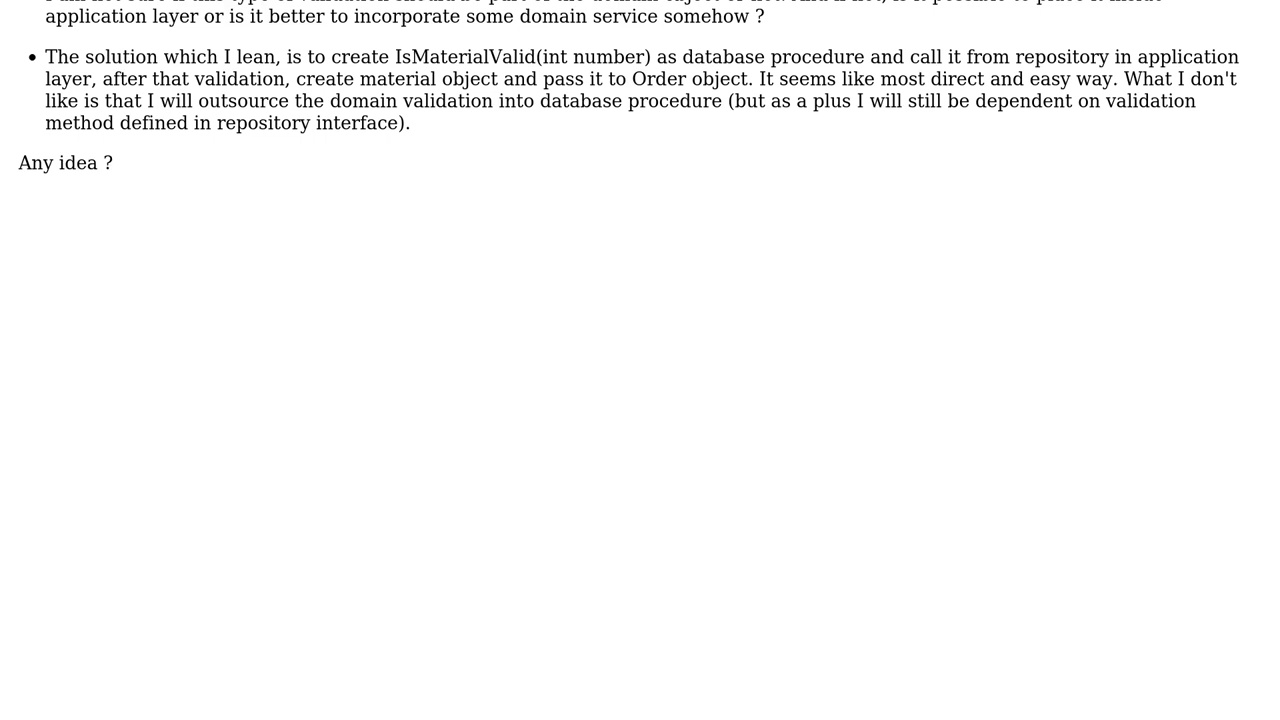 application layer or is it better to incorporate some domain service somehow ?
• The solution which I lean, is to create IsMaterialValid(int number) as database procedure and call it from repository in application
layer, after that validation, create material object and pass it to Order object. It seems like most direct and easy way. What I don't
like is that I will outsource the domain validation into database procedure (but as a plus I will still be dependent on validation
method defined in repository interface).
Any idea ?